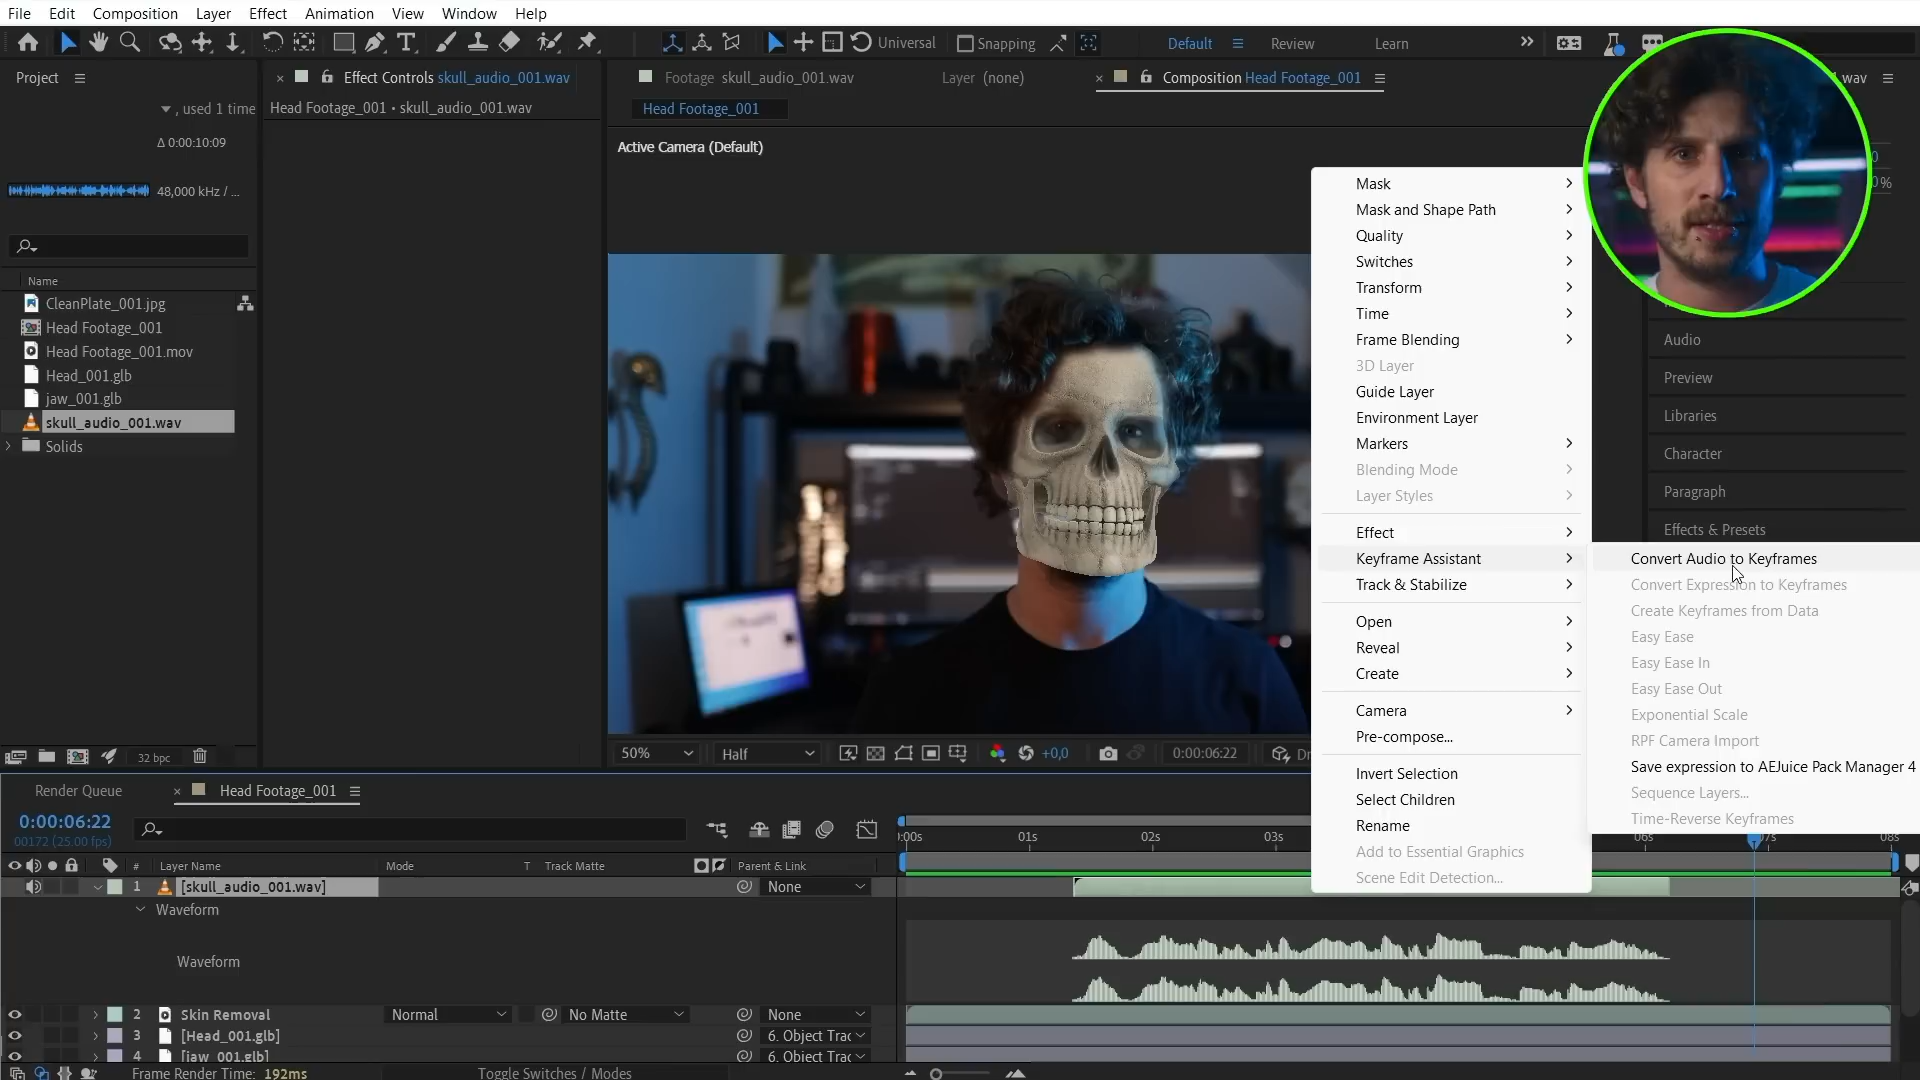 File Edit Composition Layer Effect Animation View Window Help
Universal Snapping Default Review Learn
Project
Effect Controls skull_audio_001.wav
Footage skull_audio_001.wav
Layer (none)
Composition Head Footage_001
.wav
, used 1 time
Head Footage_001 • skull_audio_001.wav
Head Footage_001
Δ 0:00:10:09
Active Camera (Default)
48,000 kHz / ...
Name
CleanPlate_001.jpg
Head Footage_001
Head Footage_001.mov
Head_001.glb
jaw_001.glb
skull_audio_001.wav
Solids
32 bpc
Mask
Mask and Shape Path
Quality
Switches
Transform
Time
Frame Blending
3D Layer
Guide Layer
Environment Layer
Markers
Blending Mode
Layer Styles
Effect
Keyframe Assistant
Track & Stabilize
Open
Reveal
Create
Camera
Pre-compose...
Invert Selection
Select Children
Rename
Add to Essential Graphics
Scene Edit Detection...
0
%
Audio
Preview
Libraries
Character
Paragraph
Effects & Presets
Convert Audio to Keyframes
Convert Expression to Keyframes
Create Keyframes from Data
Easy Ease
Easy Ease In
Easy Ease Out
Exponential Scale
RPF Camera Import
Save expression to AEJuice Pack Manager 4
Sequence Layers...
Time-Reverse Keyframes
50% Half +0,0 0:00:06:22
Render Queue
Head Footage_001
0:00:06:22
00172 (25.00 fps)
:00s 01s 02s 03s 06s 07s 08s
# Layer Name Mode T Track Matte Parent & Link
1 [skull_audio_001.wav] None
Waveform
Waveform
2 Skin Removal Normal No Matte None
3 [Head_001.glb] 6. Object Trac
4 [jaw_001.glb] 6. Object Trac
Frame Render Time: 192ms Toggle Switches / Modes